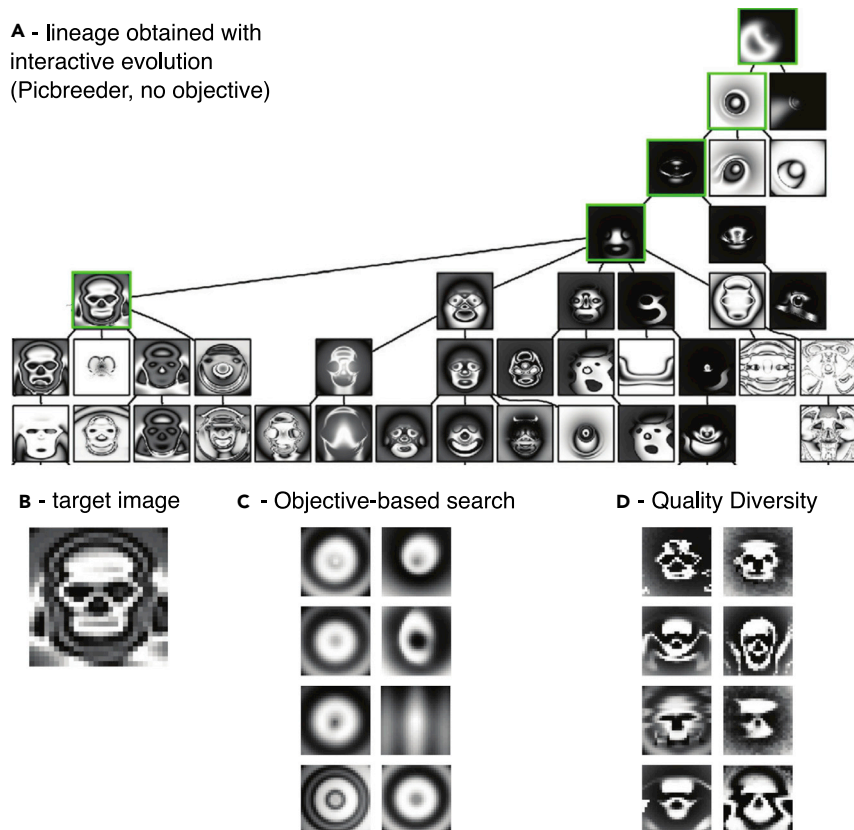 A - lineage obtained with
interactive evolution
(Picbreeder, no objective)
B - target image
C - Objective-based search
D - Quality Diversity